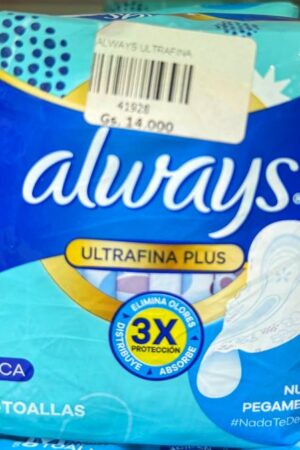 ALWAYS ULTRAFINA
41928
Gs. 14.000
always
ULTRAFINA PLUS
ELIMINA OLORES
3X
PROTECCIÓN
DISTRIBUYE
ABSORBE
CA
TOALLAS
NU
PEGAME
#NadaTeDe